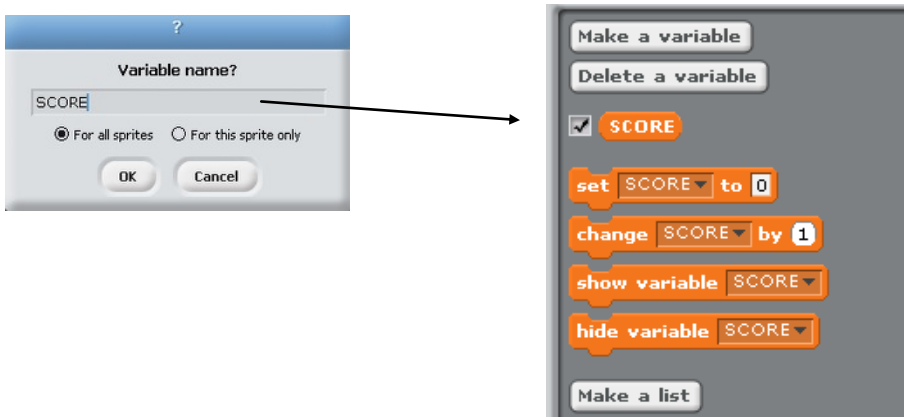 ?
Variable name?
SCORE
For all sprites For this sprite only
OK Cancel
Make a variable
Delete a variable
SCORE
set SCORE to 0
change SCORE by 1
show variable SCORE
hide variable SCORE
Make a list